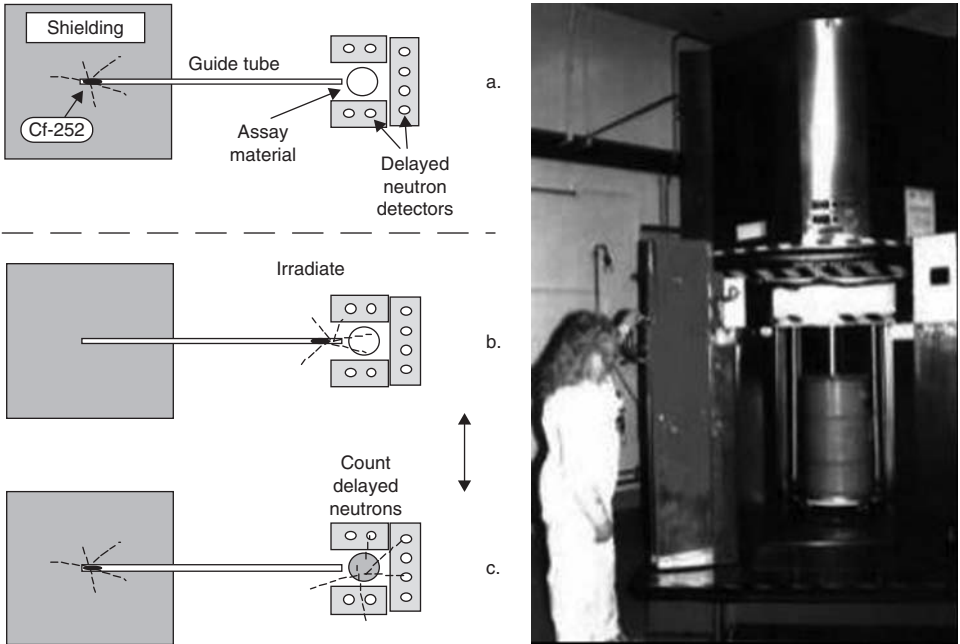 Shielding
Guide tube
a.
Cf-252
Assay
material
Delayed
neutron
detectors
Irradiate
b.
Count
delayed
neutrons
c.